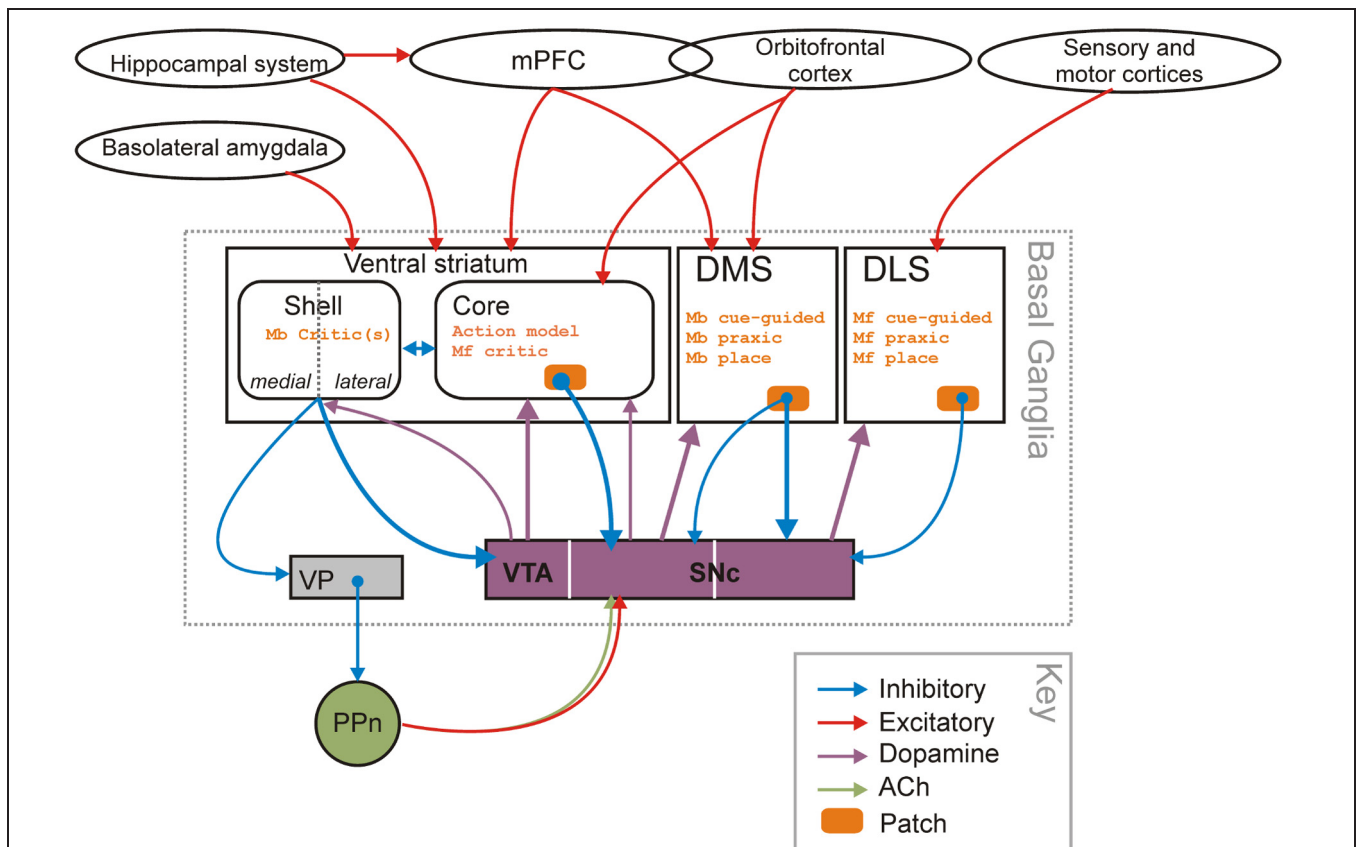 Hippocampal system
mPFC
Orbitofrontal
cortex
Sensory and
motor cortices
Basolateral amygdala
Basal Ganglia
Ventral striatum
Shell
Mb Critic(s)
medial
lateral
Core
Action model
Mf critic
DMS
Mb cue-guided
Mb praxic
Mb place
DLS
Mf cue-guided
Mf praxic
Mf place
VP
VTA
SNc
PPn
Key
Inhibitory
Excitatory
Dopamine
ACh
Patch